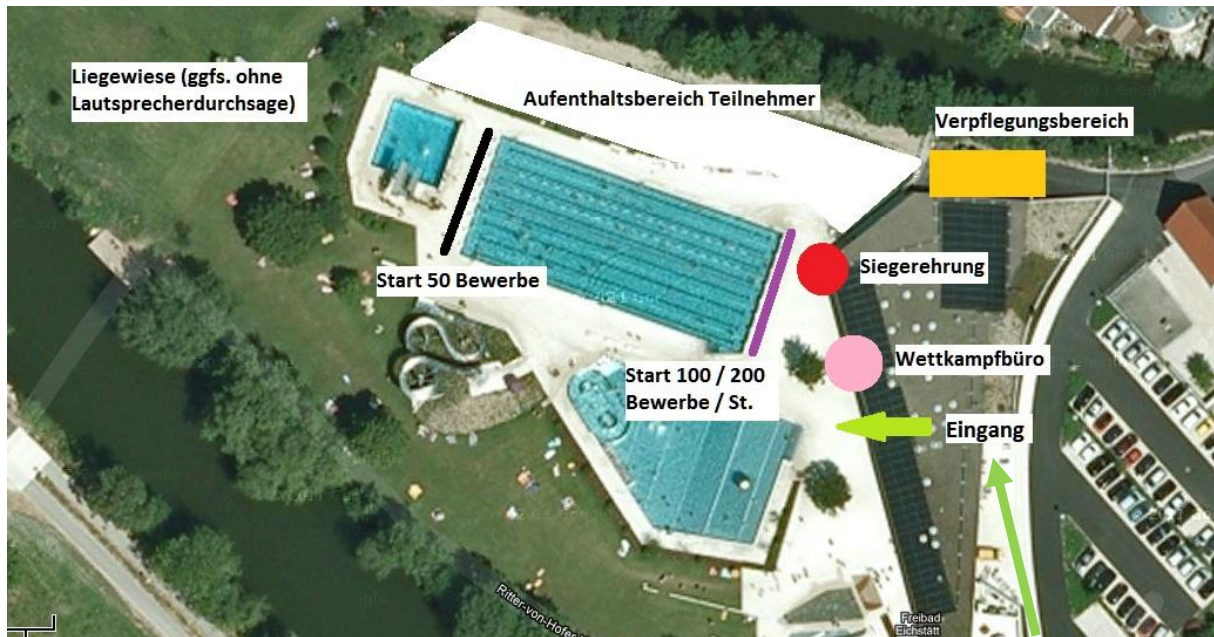 Liegewiese (ggfs. ohne
Lautsprecherdurchsage)
Aufenthaltsbereich Teilnehmer
Verpflegungsbereich
Siegerehrung
Start 50 Bewerbe
Start 100 / 200
Bewerbe / St.
Wettkampfbüro
Eingang
Ritter-von-Hofer-
Freibad
Eichstätt